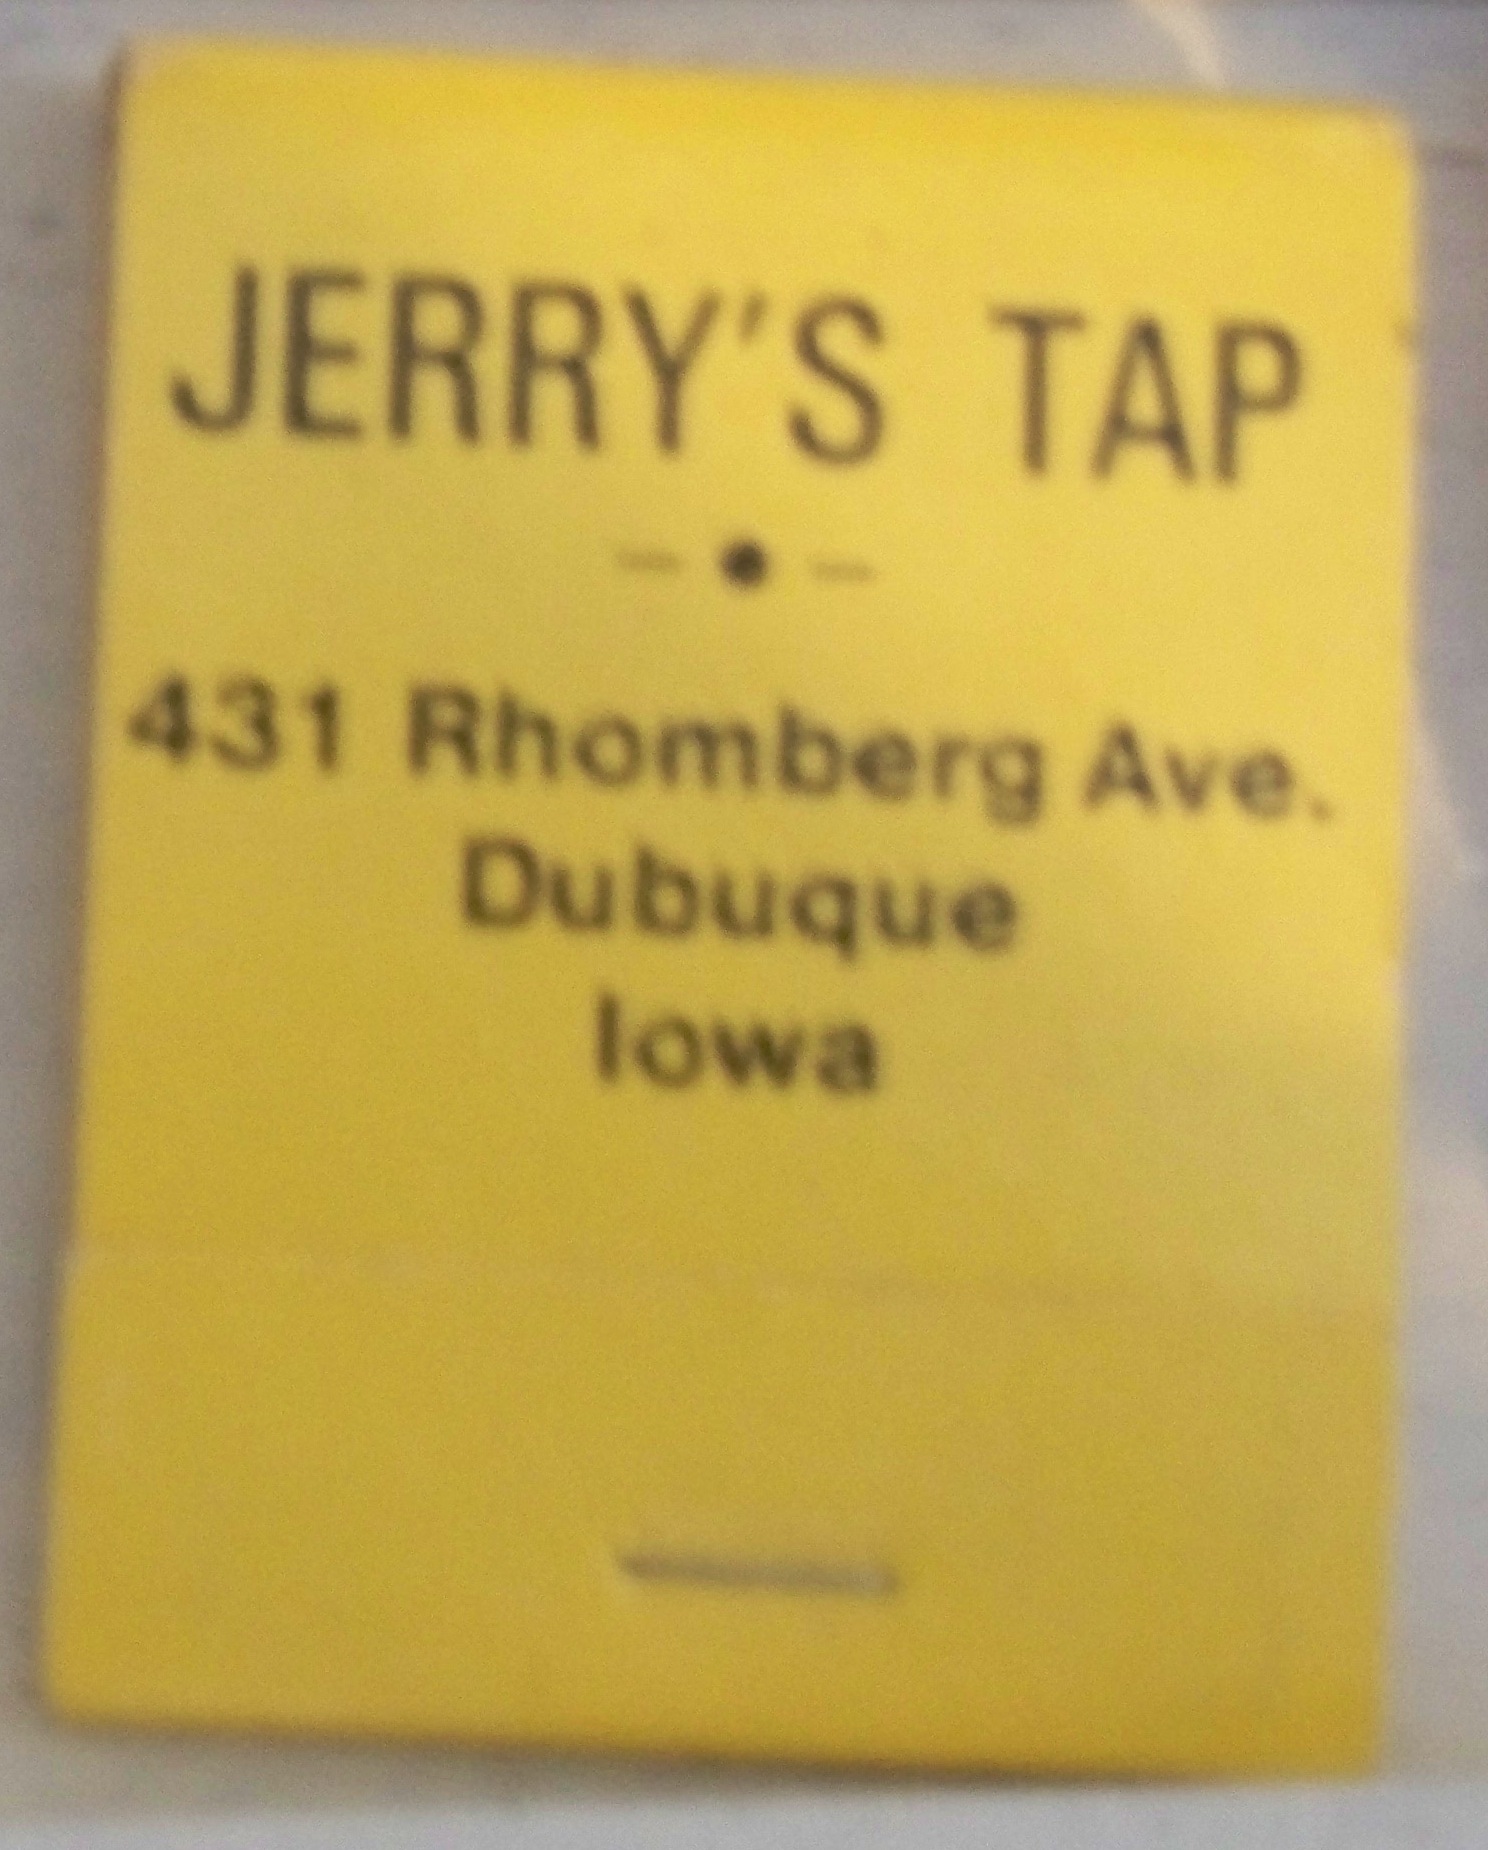 JERRY'S TAP
431 Rhomberg Ave.
Dubuque
Iowa